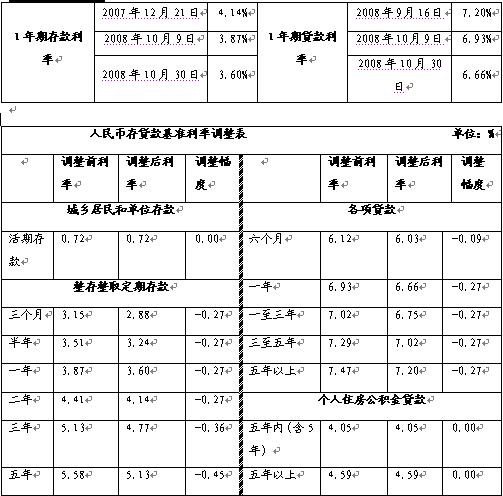 1年期存款利率 2007年12月21日 4.14% 1年期贷款利率 2008年9月16日 7.20%
2008年10月9日 3.87% 2008年10月9日 6.93%
2008年10月30日 3.60% 2008年10月30日 6.66%
人民币存贷款基准利率调整表 单位：%
调整前利率 调整后利率 调整幅度 调整前利率 调整后利率 调整幅度
城乡居民和单位存款 各项贷款
活期存款 0.72 0.72 0.00 六个月 6.12 6.03 -0.09
整存整取定期存款 一年 6.93 6.66 -0.27
三个月 3.15 2.88 -0.27 一至三年 7.02 6.75 -0.27
半年 3.51 3.24 -0.27 三至五年 7.29 7.02 -0.27
一年 3.87 3.60 -0.27 五年以上 7.47 7.20 -0.27
二年 4.41 4.14 -0.27 个人住房公积金贷款
三年 5.13 4.77 -0.36 五年内(含5年) 4.05 4.05 0.00
五年 5.58 5.13 -0.45 五年以上 4.59 4.59 0.00